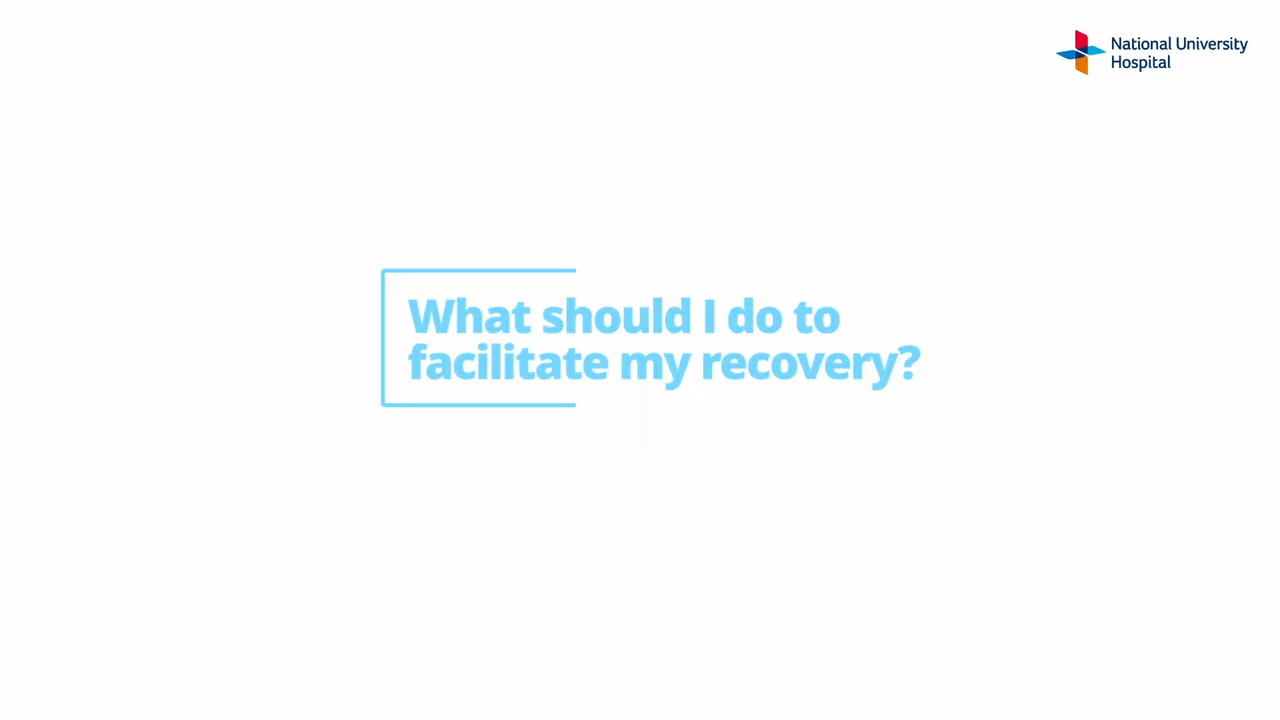 National University
Hospital
What should I do to
facilitate my recovery?